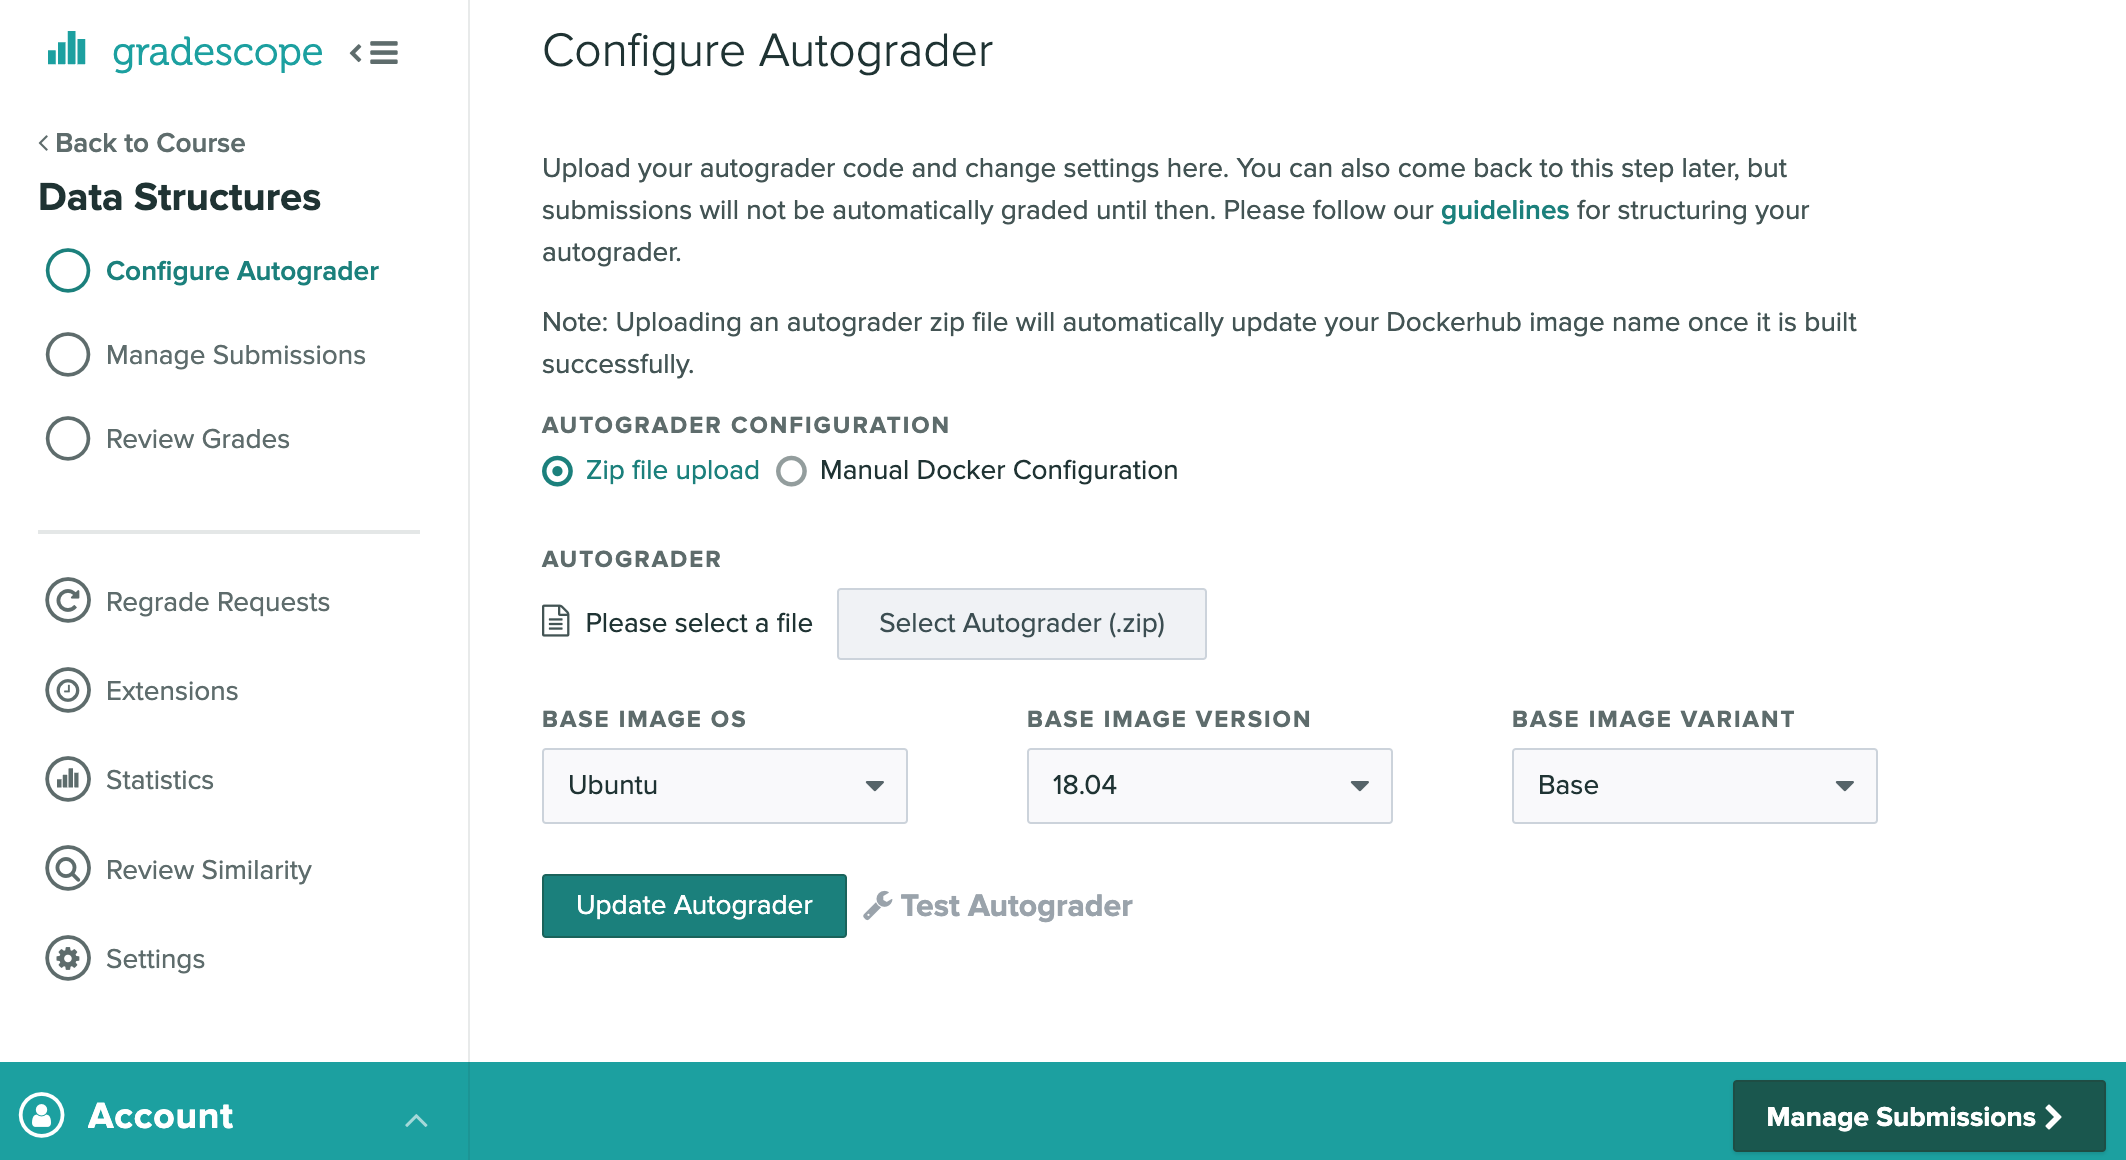 gradescope
Back to Course
Data Structures
Configure Autograder
Manage Submissions
Review Grades
Regrade Requests
Extensions
Statistics
Review Similarity
Settings
Account
Configure Autograder
Upload your autograder code and change settings here. You can also come back to this step later, but
submissions will not be automatically graded until then. Please follow our guidelines for structuring your
autograder.
Note: Uploading an autograder zip file will automatically update your Dockerhub image name once it is built
successfully.
AUTOGRADER CONFIGURATION
Zip file upload Manual Docker Configuration
AUTOGRADER
Please select a file Select Autograder (.zip)
BASE IMAGE OS BASE IMAGE VERSION BASE IMAGE VARIANT
Ubuntu 18.04 Base
Update Autograder Test Autograder
Manage Submissions